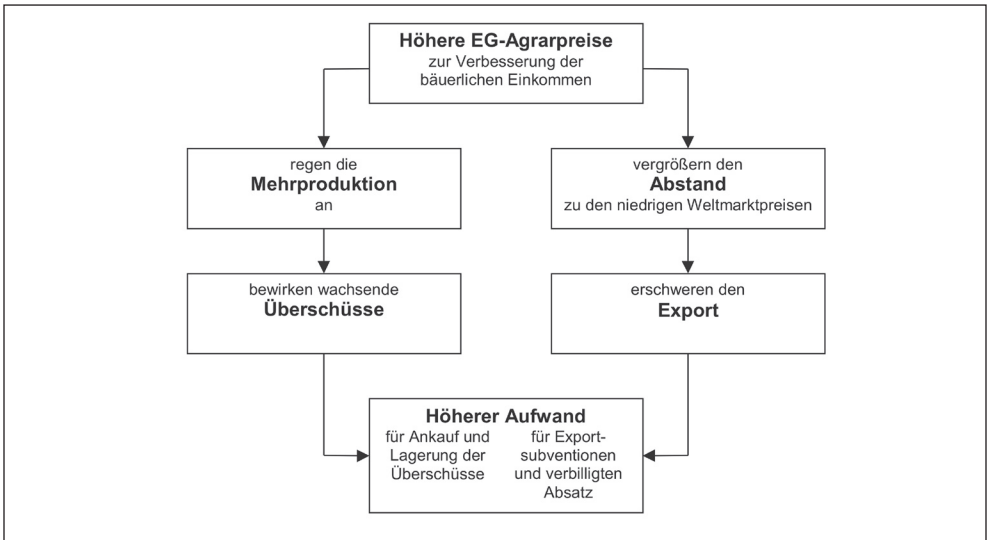 Höhere EG-Agrarpreise
zur Verbesserung der
bäuerlichen Einkommen
regen die
Mehrproduktion
an
vergrößern den
Abstand
zu den niedrigen Weltmarktpreisen
bewirken wachsende
Überschüsse
erschweren den
Export
Höherer Aufwand
für Ankauf und
Lagerung der
Überschüsse
für Export-
subventionen
und verbilligten
Absatz